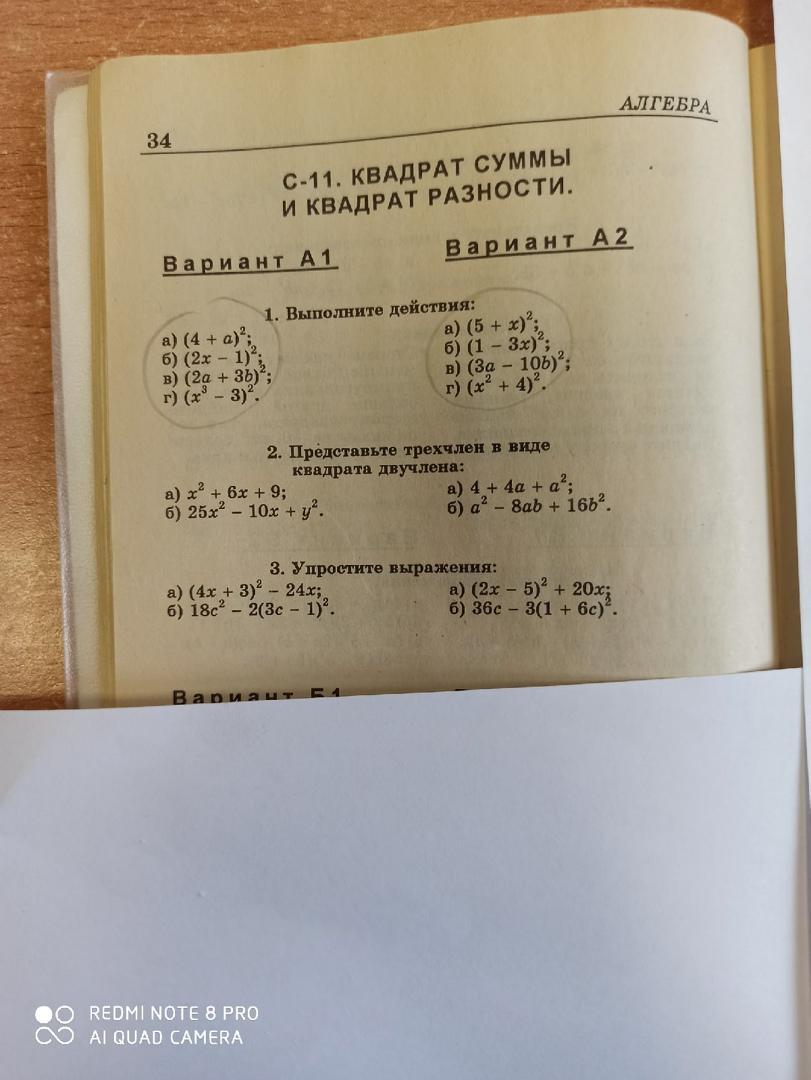 34
АЛГЕБРА
С-11. КВАДРАТ СУММЫ
И КВАДРАТ РАЗНОСТИ.
Вариант А1
Вариант А2
1. Выполните действия:
а) (4 + a)²;
б) (2x − 1)²;
в) (2a + 3b)²;
г) (x³ − 3)².
а) (5 + x)²;
б) (1 − 3x)²;
в) (3a − 10b)²;
г) (x² + 4)².
2. Представьте трехчлен в виде
квадрата двучлена:
а) x² + 6x + 9;
б) 25x² − 10x + y².
а) 4 + 4a + a²;
б) a² − 8ab + 16b².
3. Упростите выражения:
а) (4x + 3)² − 24x;
б) 18c² − 2(3c − 1)².
а) (2x − 5)² + 20x;
б) 36c − 3(1 + 6c)².
Вариант Б1
REDMI NOTE 8 PRO
AI QUAD CAMERA